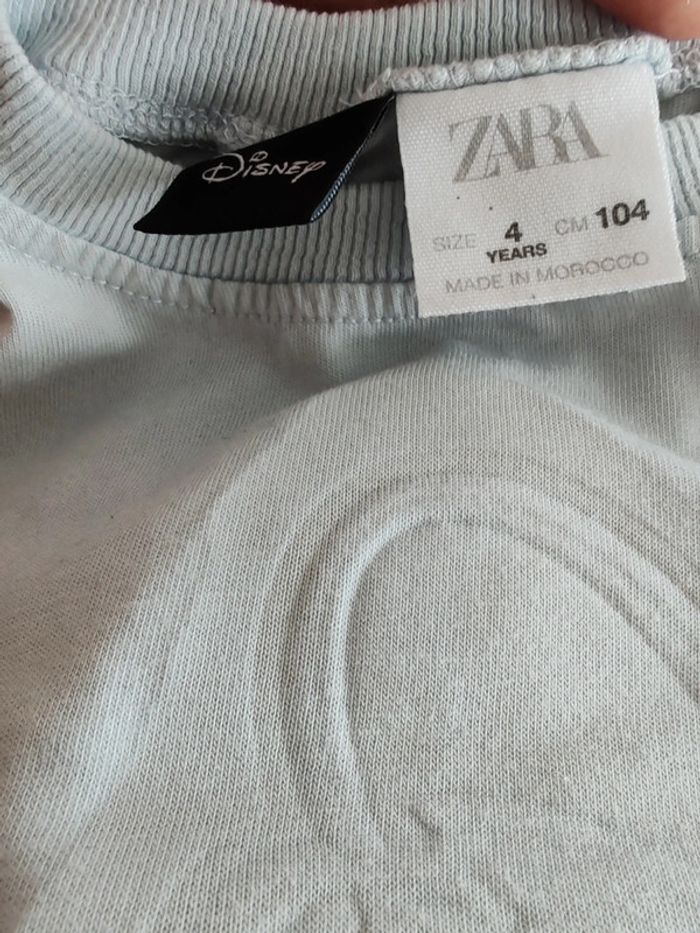 Disney
ZARA
SIZE 4 YEARS CM 104
MADE IN MOROCCO